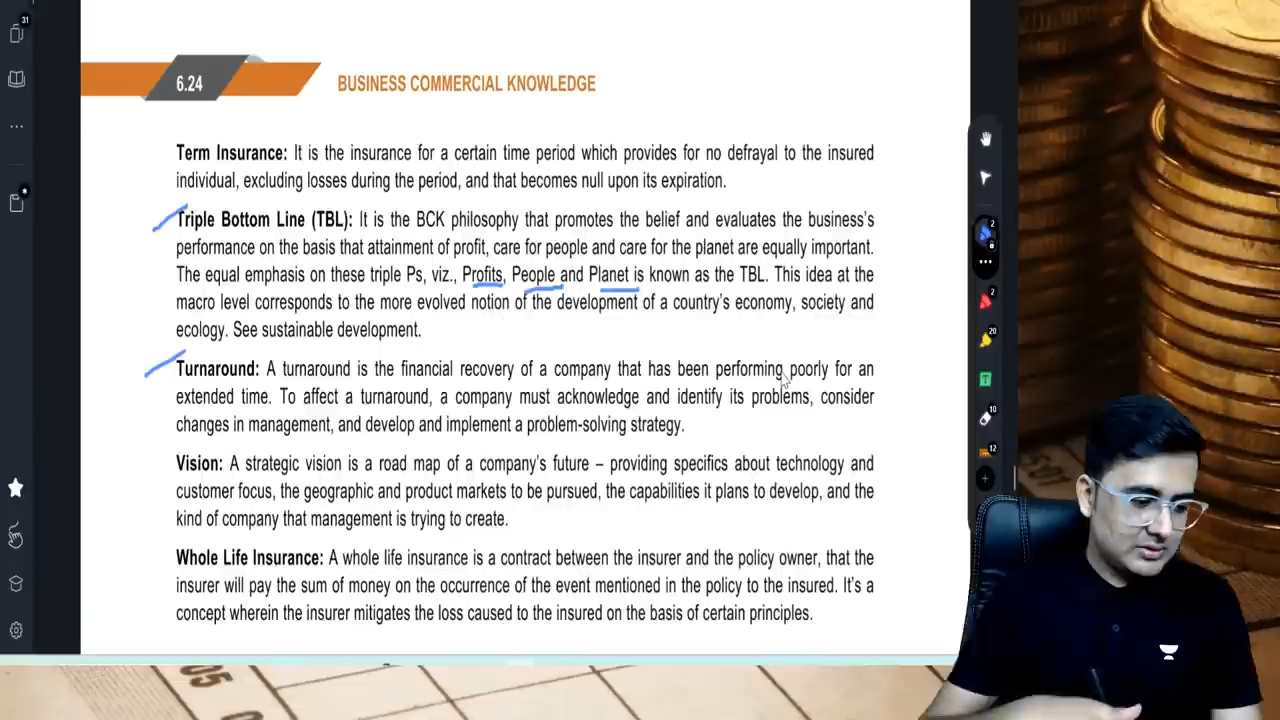 31
6.24
BUSINESS COMMERCIAL KNOWLEDGE
Term Insurance: It is the insurance for a certain time period which provides for no defrayal to the insured
individual, excluding losses during the period, and that becomes null upon its expiration.
Triple Bottom Line (TBL): It is the BCK philosophy that promotes the belief and evaluates the business's
performance on the basis that attainment of profit, care for people and care for the planet are equally important.
The equal emphasis on these triple Ps, viz., Profits, People and Planet is known as the TBL. This idea at the
macro level corresponds to the more evolved notion of the development of a country's economy, society and
ecology. See sustainable development.
Turnaround: A turnaround is the financial recovery of a company that has been performing poorly for an
extended time. To affect a turnaround, a company must acknowledge and identify its problems, consider
changes in management, and develop and implement a problem-solving strategy.
Vision: A strategic vision is a road map of a company's future – providing specifics about technology and
customer focus, the geographic and product markets to be pursued, the capabilities it plans to develop, and the
kind of company that management is trying to create.
Whole Life Insurance: A whole life insurance is a contract between the insurer and the policy owner, that the
insurer will pay the sum of money on the occurrence of the event mentioned in the policy to the insured. It's a
concept wherein the insurer mitigates the loss caused to the insured on the basis of certain principles.
2
2
20
T
10
12
05